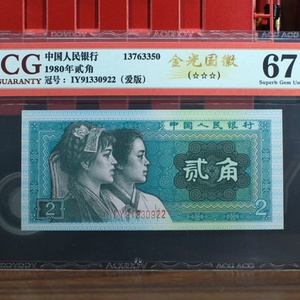 ACG
GUARANTY
中国人民银行
13763350
1980年贰角
冠号：IY91330922（爱版）
金光国徽
(☆☆☆)
67
Superb Gem Unc
中国人民银行
贰角
2
IY91330922
2
ACG ACG